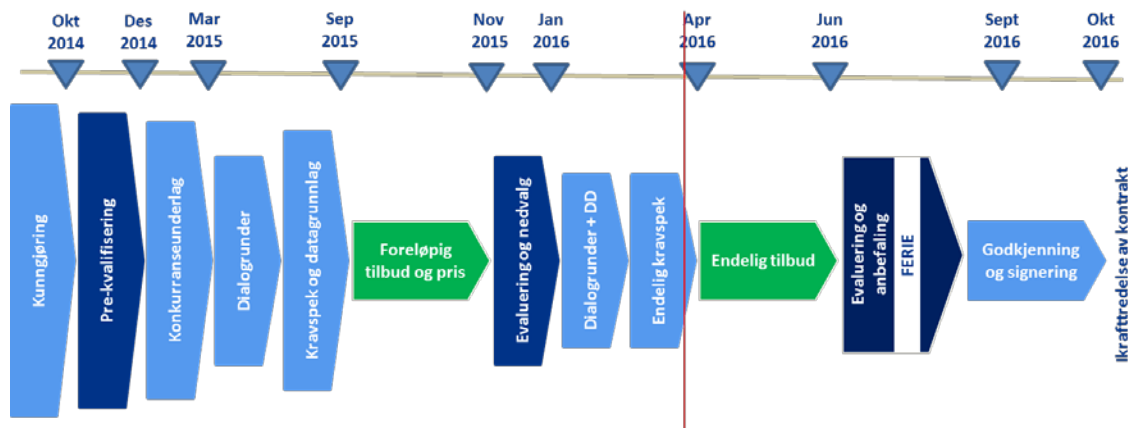 Okt
2014
Des
2014
Mar
2015
Sep
2015
Nov
2015
Jan
2016
Apr
2016
Jun
2016
Sept
2016
Okt
2016
Kunngjøring
Pre-kvalifisering
Konkurranseunderlag
Dialogrunder
Kravspek og datagrunnlag
Foreløpig
tilbud og pris
Evaluering og nedvalg
Dialogrunder + DD
Endelig kravspek
Endelig tilbud
Evaluering og
anbefaling
FERIE
Godkjenning
og signering
Ikrafttredelse av kontrakt